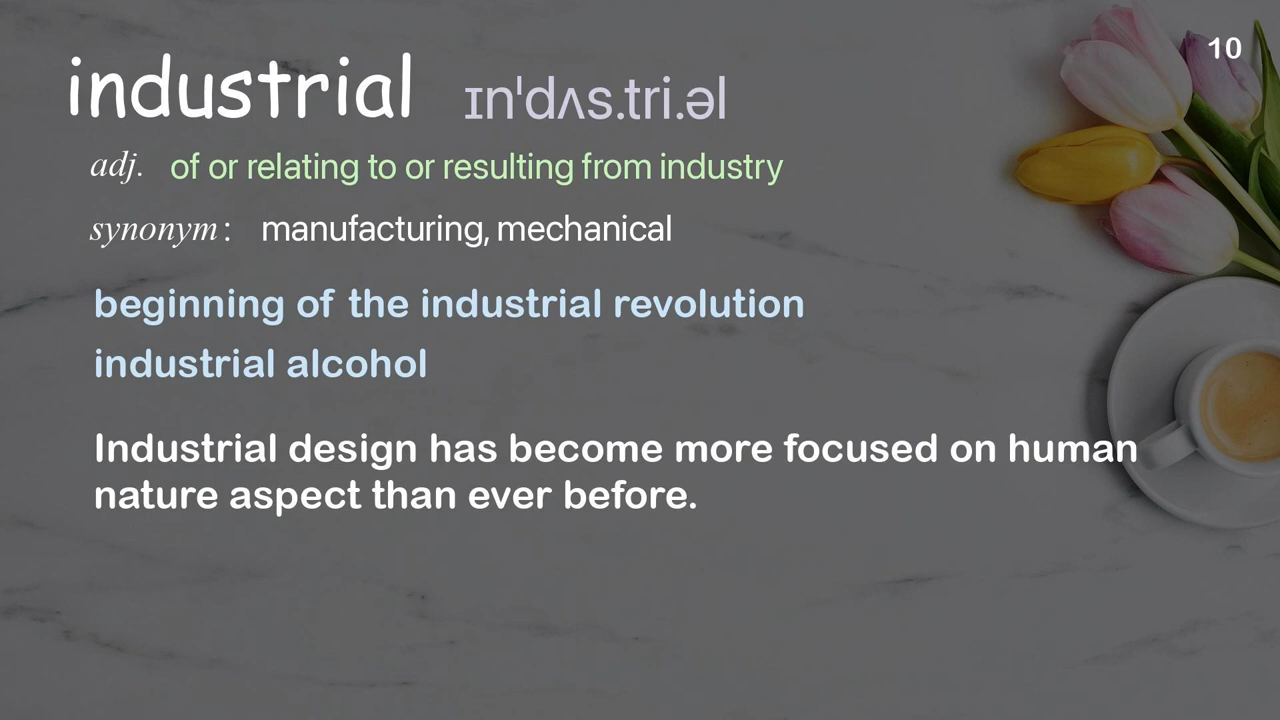 10
industrial ɪnˈdʌs.tri.əl
adj. of or relating to or resulting from industry
synonym: manufacturing, mechanical
beginning of the industrial revolution
industrial alcohol
Industrial design has become more focused on human
nature aspect than ever before.